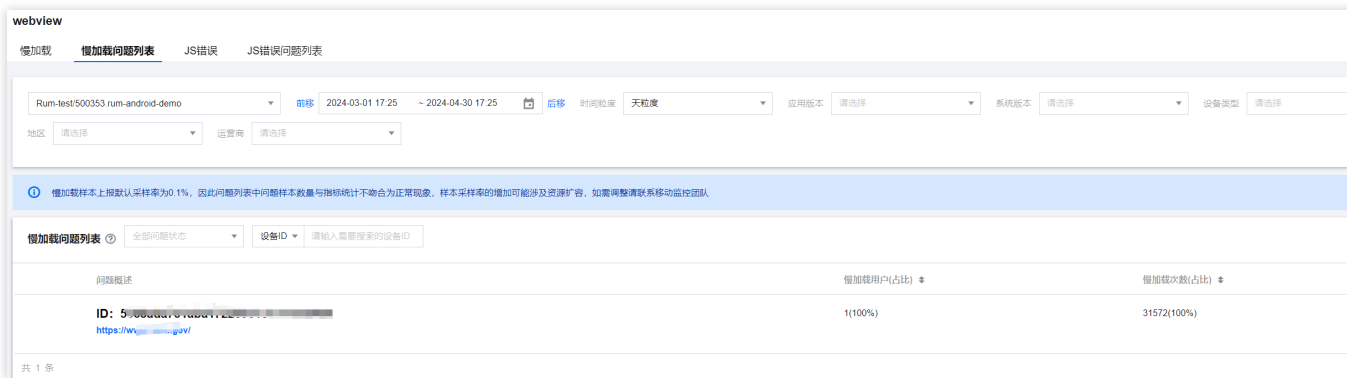 webview
慢加载 慢加载问题列表 JS错误 JS错误问题列表
Rum-test/500353.rum-android-demo 前移 2024-03-01 17:25 ~ 2024-04-30 17:25 后移 时间粒度 天粒度 应用版本 请选择 系统版本 请选择 设备类型 请选择
地区 请选择 运营商 请选择
慢加载样本上报默认采样率为0.1%，因此问题列表中问题样本数量与指标统计不吻合为正常现象，样本采样率的增加可能涉及资源扩容，如需调整请联系移动监控团队
慢加载问题列表 全部问题状态 设备ID 请输入需要搜索的设备ID
问题概述 慢加载用户(占比) 慢加载次数(占比)
ID: 1(100%) 31572(100%)
共 1 条